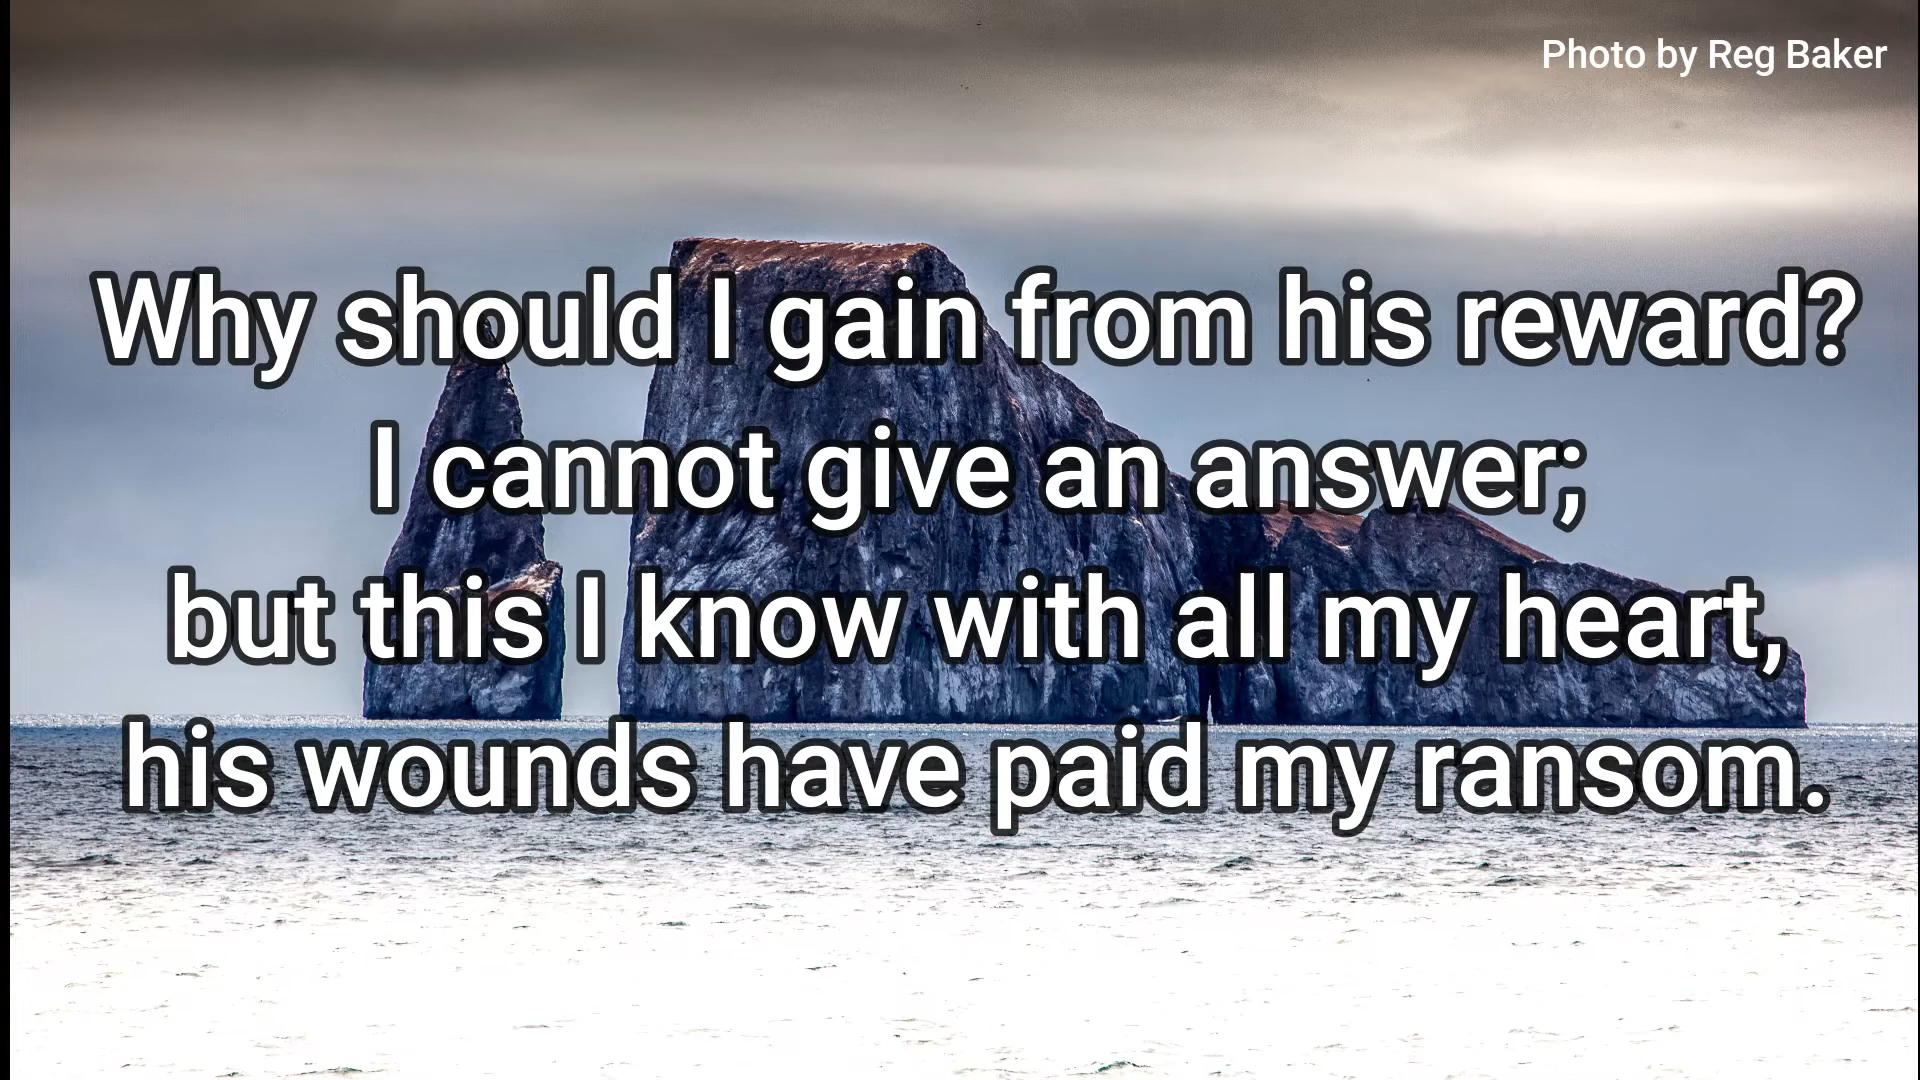 Photo by Reg Baker
Why should I gain from his reward?
I cannot give an answer;
but this I know with all my heart,
his wounds have paid my ransom.